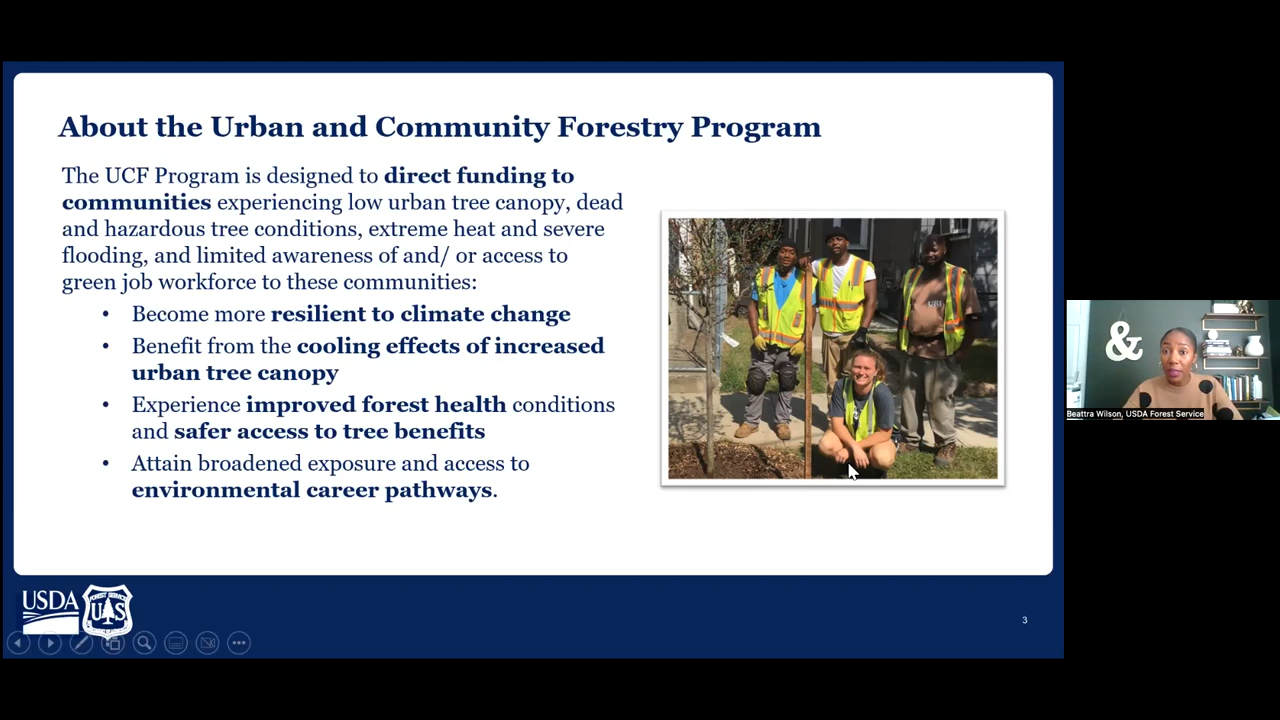 About the Urban and Community Forestry Program
The UCF Program is designed to direct funding to
communities experiencing low urban tree canopy, dead
and hazardous tree conditions, extreme heat and severe
flooding, and limited awareness of and/ or access to
green job workforce to these communities:
• Become more resilient to climate change
• Benefit from the cooling effects of increased
urban tree canopy
• Experience improved forest health conditions
and safer access to tree benefits
• Attain broadened exposure and access to
environmental career pathways.
&
Beattra Wilson, USDA Forest Service
USDA
FOREST SERVICE
U S
3